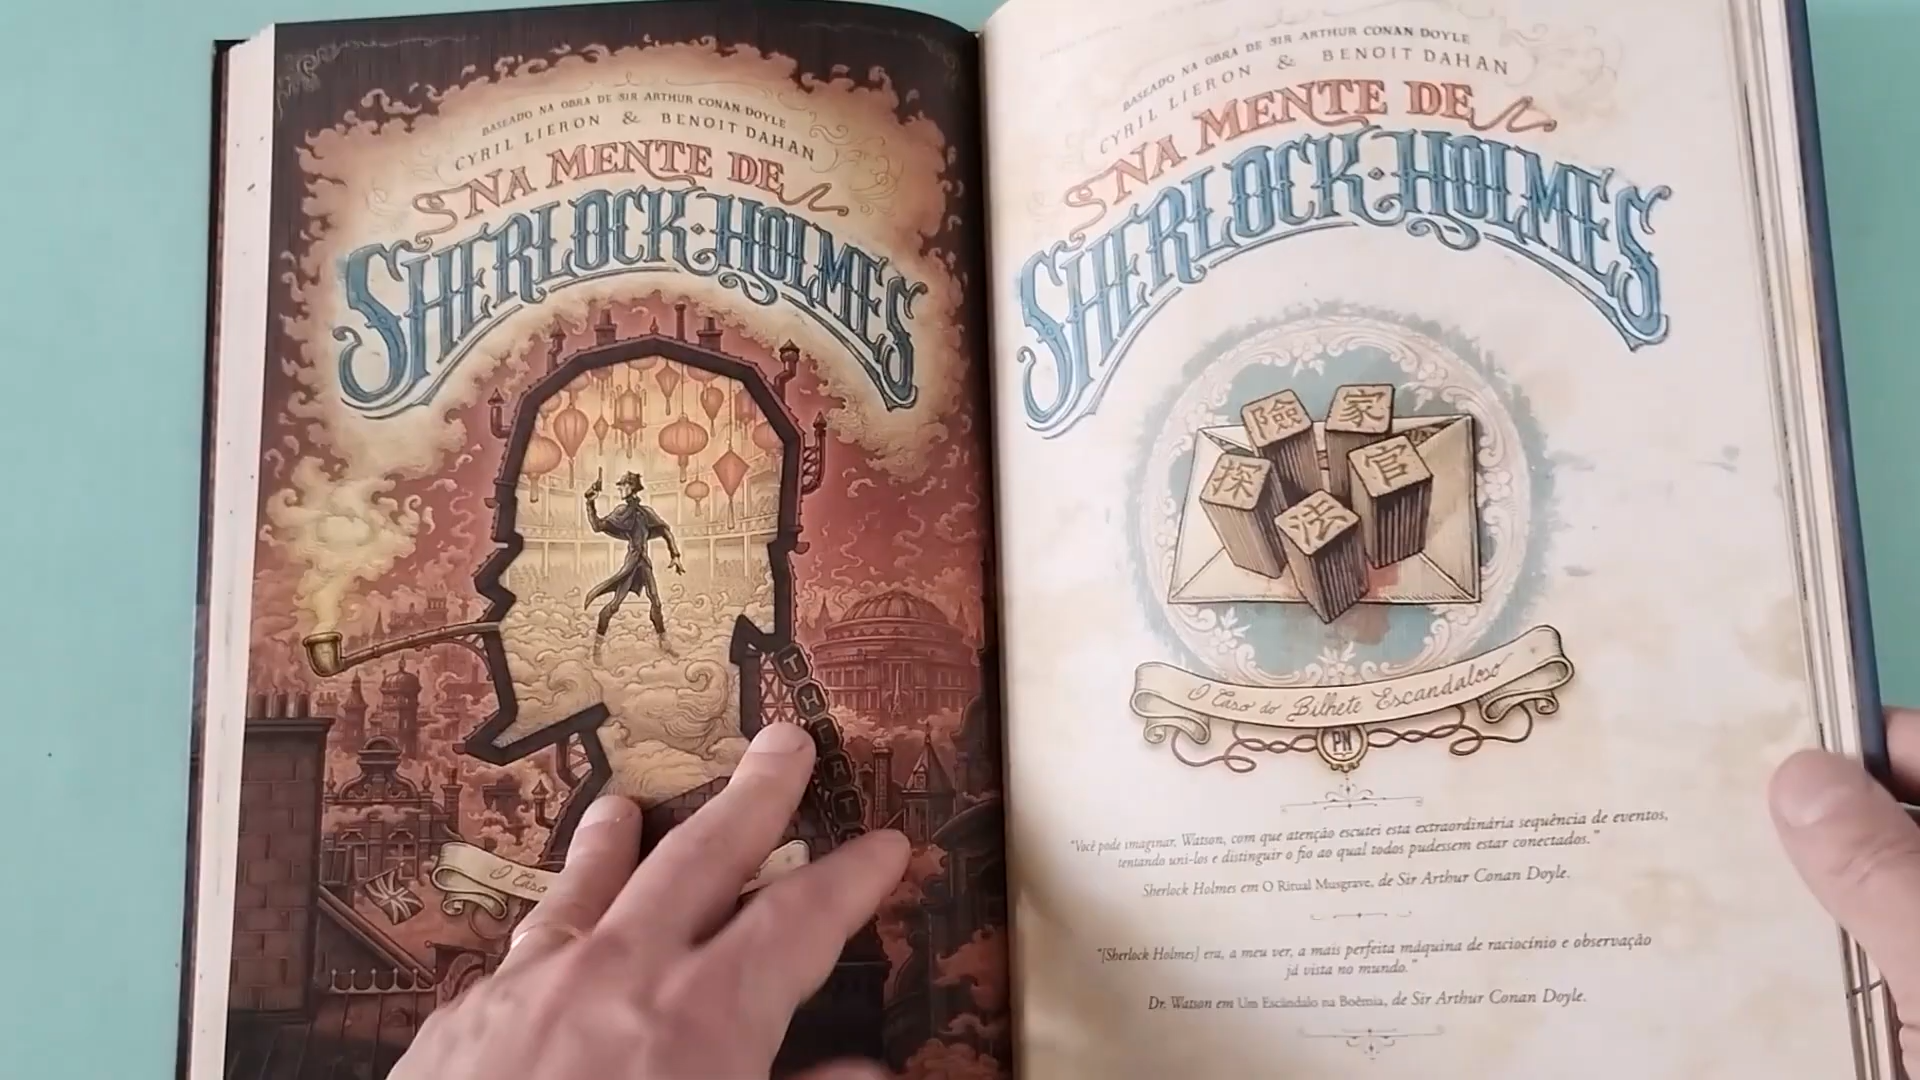 BASEADO NA OBRA DE SIR ARTHUR CONAN DOYLE
CYRIL LIERON & BENOIT DAHAN
NA MENTE DE
SHERLOCK·HOLMES
THEAT
O Caso
BASEADO NA OBRA DE SIR ARTHUR CONAN DOYLE
CYRIL LIERON & BENOIT DAHAN
NA MENTE DE
SHERLOCK·HOLMES
險 家
探 官
法
O Caso do Bilhete Escandaloso
PN
"Você pode imaginar, Watson, com que atenção escutei esta extraordinária sequência de eventos,
tentando uni-los e distinguir o fio ao qual todos pudessem estar conectados."
Sherlock Holmes em O Ritual Musgrave, de Sir Arthur Conan Doyle.
"[Sherlock Holmes] era, a meu ver, a mais perfeita máquina de raciocínio e observação
já vista no mundo."
Dr. Watson em Um Escândalo na Boêmia, de Sir Arthur Conan Doyle.